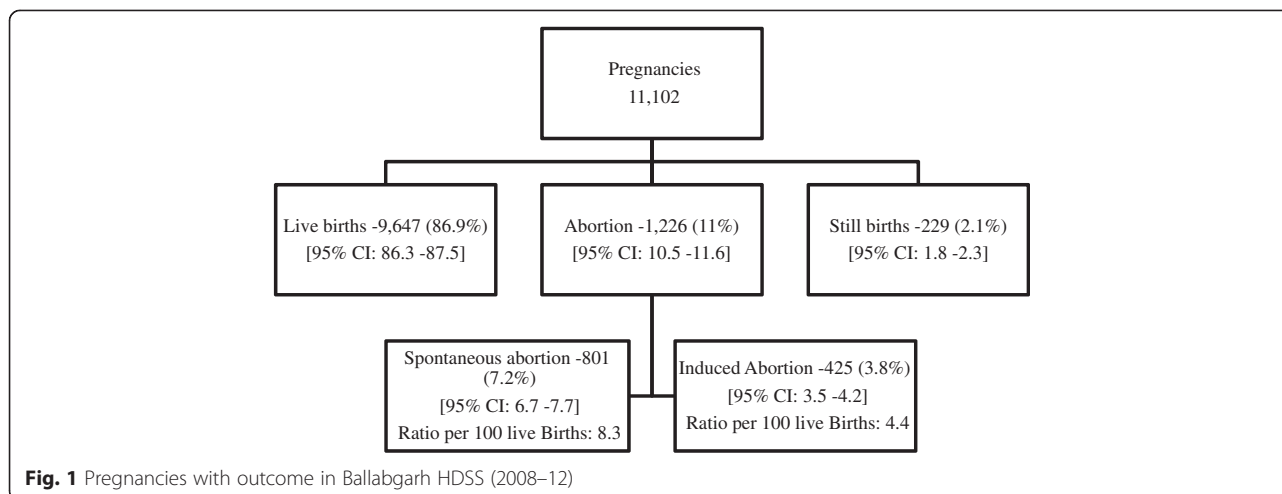 Pregnancies
11,102
Live births -9,647 (86.9%)
[95% CI: 86.3 -87.5]
Abortion -1,226 (11%)
[95% CI: 10.5 -11.6]
Still births -229 (2.1%)
[95% CI: 1.8 -2.3]
Spontaneous abortion -801
(7.2%)
[95% CI: 6.7 -7.7]
Ratio per 100 live Births: 8.3
Induced Abortion -425 (3.8%)
[95% CI: 3.5 -4.2]
Ratio per 100 live Births: 4.4
Fig. 1 Pregnancies with outcome in Ballabgarh HDSS (2008–12)